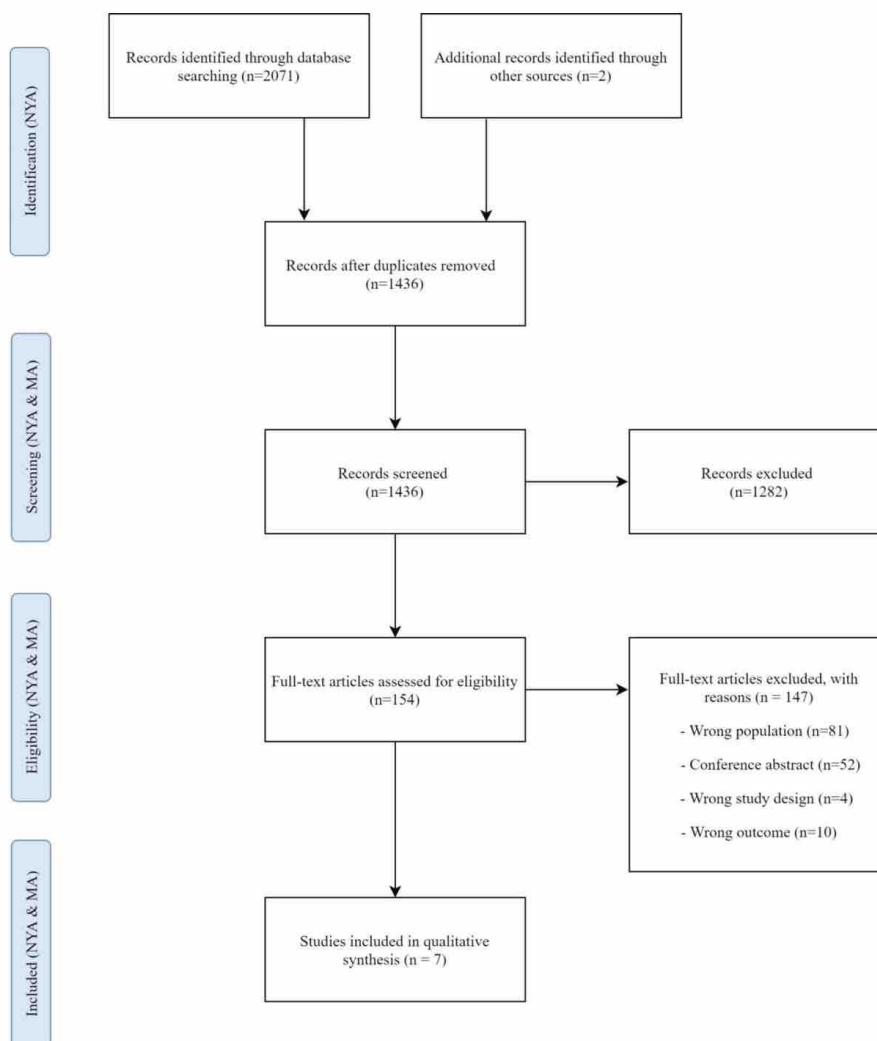 Identification (NYA)
Records identified through database
searching (n=2071)
Additional records identified through
other sources (n=2)
Records after duplicates removed
(n=1436)
Screening (NYA & MA)
Records screened
(n=1436)
Records excluded
(n=1282)
Eligibility (NYA & MA)
Full-text articles assessed for eligibility
(n=154)
Full-text articles excluded, with
reasons (n = 147)
- Wrong population (n=81)
- Conference abstract (n=52)
- Wrong study design (n=4)
- Wrong outcome (n=10)
Included (NYA & MA)
Studies included in qualitative
synthesis (n = 7)